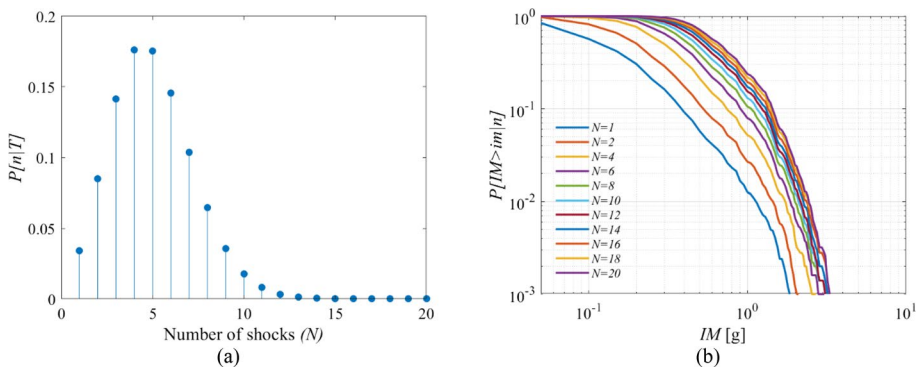 0.2
0.15
0.1
0.05
0
P[n|T]
0 5 10 15 20
Number of shocks (N)
(a)
10^0
10^-1
10^-2
10^-3
P[IM>im|n]
N=1
N=2
N=4
N=6
N=8
N=10
N=12
N=14
N=16
N=18
N=20
10^-1 10^0 10^1
IM [g]
(b)